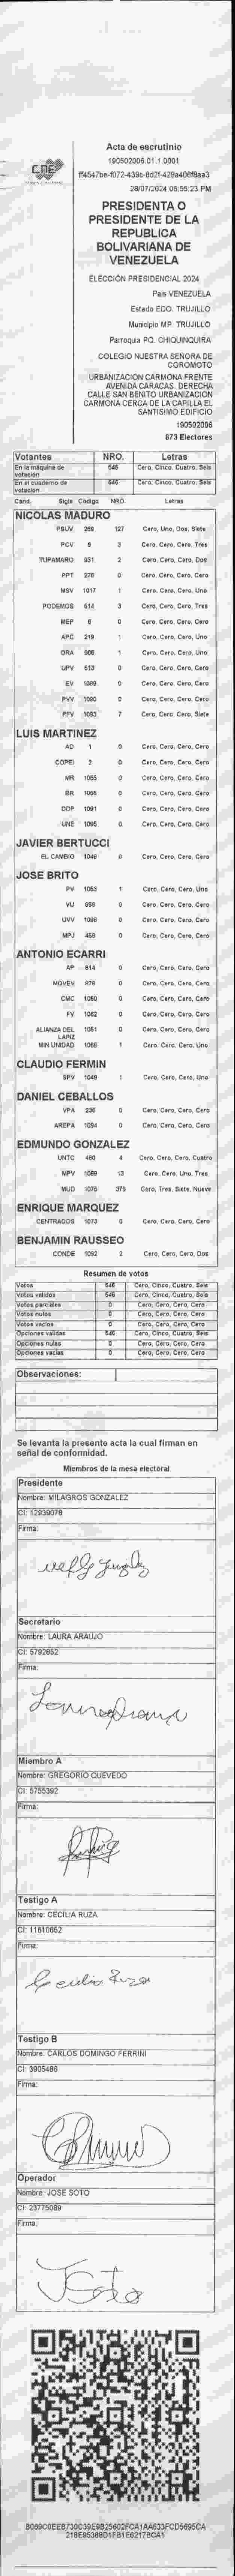 Acta de escrutinio
190502006.01.1.0001
28/07/2024 06:55:23 PM
CNE
PRESIDENTA O
PRESIDENTE DE LA
REPUBLICA
BOLIVARIANA DE
VENEZUELA
ELECCIÓN PRESIDENCIAL 2024
Pais VENEZUELA
Estado EDO. TRUJILLO
Municipio MP. TRUJILLO
Parroquia PQ. CHIQUINQUIRA
COLEGIO NUESTRA SENORA DE
COROMOTO
URBANIZACION CARMONA FRENTE
AVENIDA CARACAS. DERECHA
CALLE SAN BENITO URBANIZACION
CARMONA CERCA DE LA CAPILLA EL
SANTISIMO EDIFICIO
190502006
873 Electores
Votantes NRO. Letras
En la máquina de votación 546 Cero, Cinco, Cuatro, Seis
En el cuaderno de votación 546 Cero, Cinco, Cuatro, Seis
Cand. Sigla Código NRO. Letras
NICOLAS MADURO
PSUV 269 127 Cero, Uno, Dos, Siete
PCV 9 3 Cero, Cero, Cero, Tres
TUPAMARO 931 2 Cero, Cero, Cero, Dos
PPT 276 0 Cero, Cero, Cero, Cero
MSV 1017 1 Cero, Cero, Cero, Uno
PODEMOS 614 3 Cero, Cero, Cero, Tres
MEP 6 0 Cero, Cero, Cero, Cero
APC 219 1 Cero, Cero, Cero, Uno
ORA 908 1 Cero, Cero, Cero, Uno
UPV 613 0 Cero, Cero, Cero, Cero
EV 1089 0 Cero, Cero, Cero, Cero
PVV 1090 0 Cero, Cero, Cero, Cero
PFV 1093 7 Cero, Cero, Cero, Siete
LUIS MARTINEZ
AD 1 0 Cero, Cero, Cero, Cero
COPEI 2 0 Cero, Cero, Cero, Cero
MR 1065 0 Cero, Cero, Cero, Cero
BR 1066 0 Cero, Cero, Cero, Cero
DDP 1091 0 Cero, Cero, Cero, Cero
UNE 1095 0 Cero, Cero, Cero, Cero
JAVIER BERTUCCI
EL CAMBIO 1046 0 Cero, Cero, Cero, Cero
JOSE BRITO
PV 1053 1 Cero, Cero, Cero, Uno
VU 968 0 Cero, Cero, Cero, Cero
UVV 1098 0 Cero, Cero, Cero, Cero
MPJ 458 0 Cero, Cero, Cero, Cero
ANTONIO ECARRI
AP 814 0 Cero, Cero, Cero, Cero
MOVEV 878 0 Cero, Cero, Cero, Cero
CMC 1050 0 Cero, Cero, Cero, Cero
FV 1062 0 Cero, Cero, Cero, Cero
ALIANZA DEL LAPIZ 1051 0 Cero, Cero, Cero, Cero
MIN UNIDAD 1068 1 Cero, Cero, Cero, Uno
CLAUDIO FERMIN
SPV 1049 1 Cero, Cero, Cero, Uno
DANIEL CEBALLOS
VPA 236 0 Cero, Cero, Cero, Cero
AREPA 1094 0 Cero, Cero, Cero, Cero
EDMUNDO GONZALEZ
UNTC 460 4 Cero, Cero, Cero, Cuatro
MPV 1069 13 Cero, Cero, Uno, Tres
MUD 1075 379 Cero, Tres, Siete, Nueve
ENRIQUE MARQUEZ
CENTRADOS 1073 0 Cero, Cero, Cero, Cero
BENJAMIN RAUSSEO
CONDE 1092 2 Cero, Cero, Cero, Dos
Resumen de votos
Votos 546 Cero, Cinco, Cuatro, Seis
Votos validos 546 Cero, Cinco, Cuatro, Seis
Votos parciales 0 Cero, Cero, Cero, Cero
Votos nulos 0 Cero, Cero, Cero, Cero
Votos vacios 0 Cero, Cero, Cero, Cero
Opciones validas 546 Cero, Cinco, Cuatro, Seis
Opciones nulas 0 Cero, Cero, Cero, Cero
Opciones vacias 0 Cero, Cero, Cero, Cero
Observaciones:
Se levanta la presente acta la cual firman en
señal de conformidad.
Miembros de la mesa electoral
Presidente
Nombre: MILAGROS GONZALEZ
CI: 12939078
Firma:
Secretario
Nombre: LAURA ARAUJO
CI: 5792852
Firma:
Miembro A
Nombre: GREGORIO QUEVEDO
CI: 5755392
Firma:
Testigo A
Nombre: CECILIA RUZA
CI: 11610652
Firma:
Cecilia Ruza
Testigo B
Nombre: CARLOS DOMINGO FERRINI
CI: 3905486
Firma:
Operador
Nombre: JOSE SOTO
CI: 23775089
Firma:
JSoto